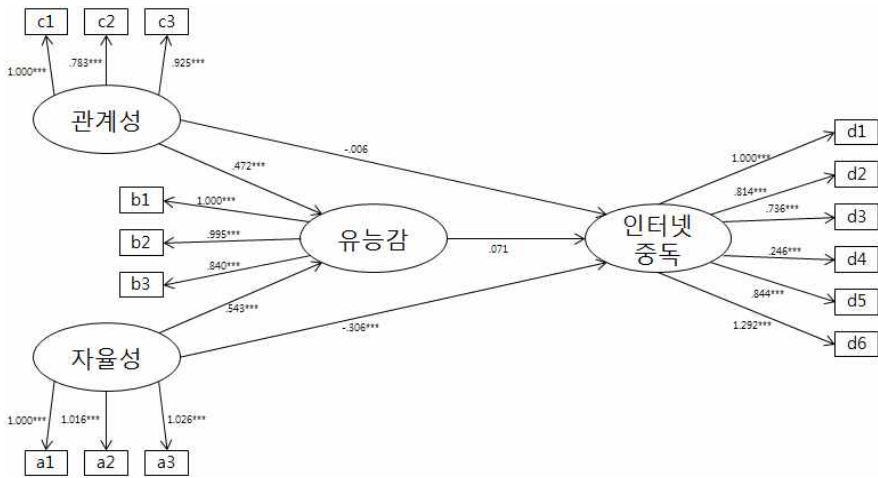 c1 c2 c3
1.000*** .783*** .925***
관계성
-.006
.472***
d1
1.000***
d2
.814***
b1
1.000***
d3
.736***
b2
.995***
유능감
.071
인터넷
중독
d4
.246***
b3
.840***
d5
.844***
.543***
-.306***
d6
1.292***
자율성
1.000*** 1.016*** 1.026***
a1 a2 a3